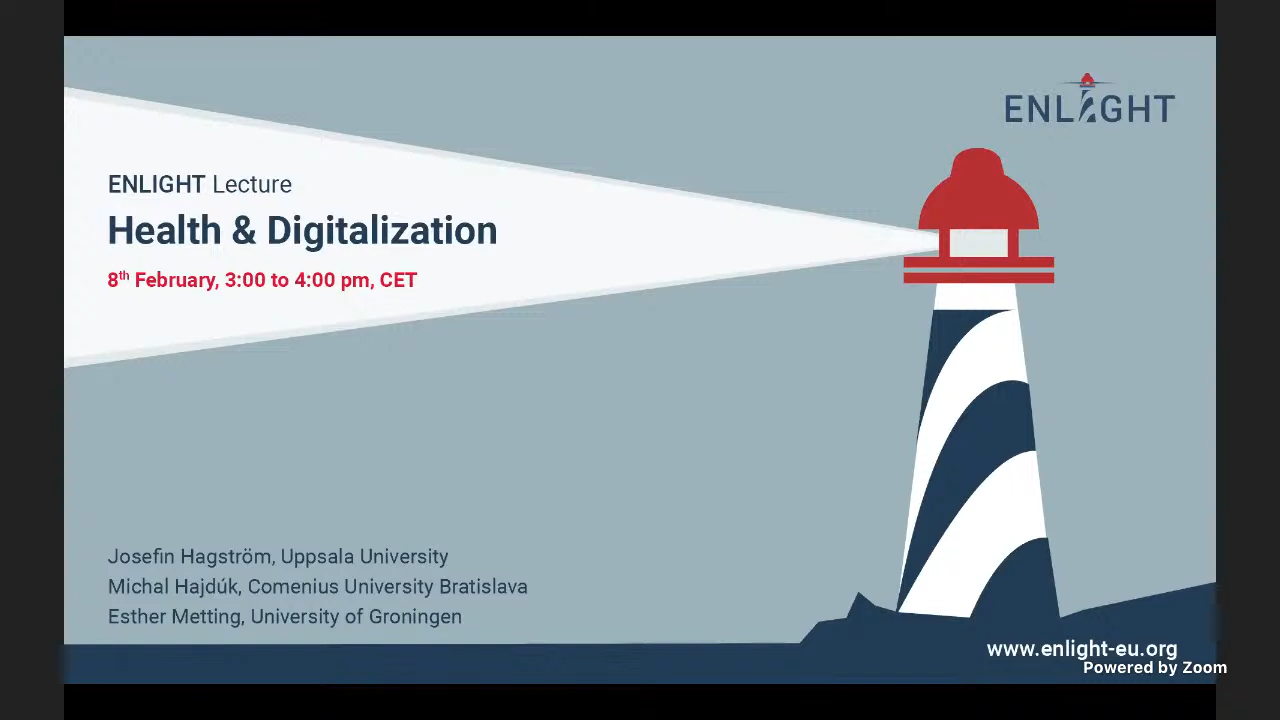 ENLIGHT
ENLIGHT Lecture
Health & Digitalization
8th February, 3:00 to 4:00 pm, CET
Josefin Hagström, Uppsala University
Michal Hajdúk, Comenius University Bratislava
Esther Metting, University of Groningen
www.enlight-eu.org
Powered by Zoom